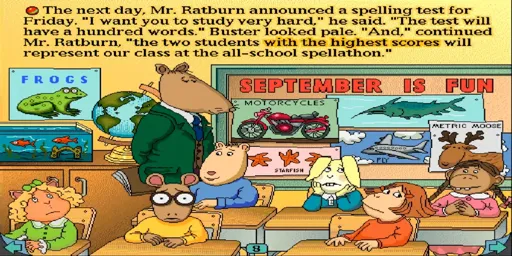 The next day, Mr. Ratburn announced a spelling test for
Friday. "I want you to study very hard," he said. "The test will
have a hundred words." Buster looked pale. "And," continued
Mr. Ratburn, "the two students with the highest scores will
represent our class at the all-school spellathon."
FROGS
SEPTEMBER IS FUN
MOTORCYCLES
METRIC MOOSE
STARFISH
8